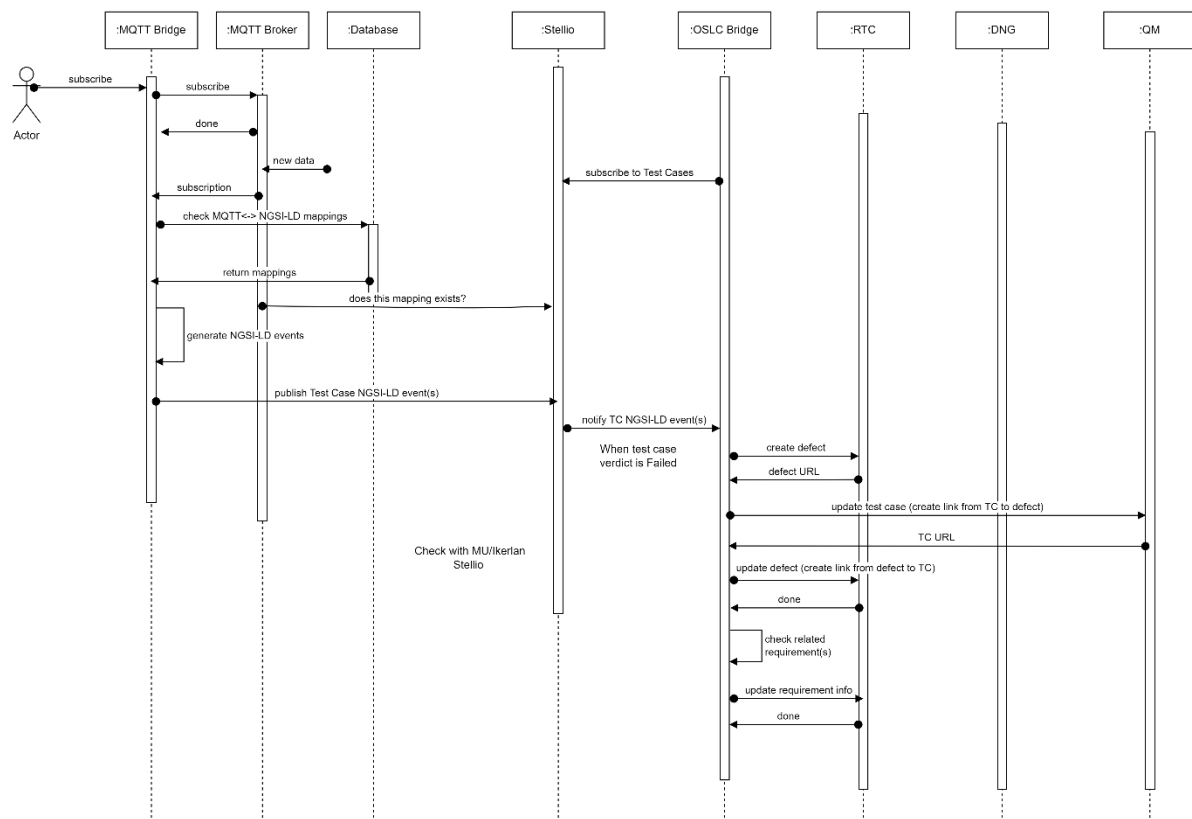 :MQTT Bridge
:MQTT Broker
:Database
:Stellio
:OSLC Bridge
:RTC
:DNG
:QM
subscribe
subscribe
Actor
done
new data
subscribe to Test Cases
subscription
check MQTT<-> NGSI-LD mappings
return mappings
does this mapping exists?
generate NGSI-LD events
publish Test Case NGSI-LD event(s)
notify TC NGSI-LD event(s)
When test case
verdict is Failed
create defect
defect URL
update test case (create link from TC to defect)
TC URL
Check with MU/Ikerlan
Stellio
update defect (create link from defect to TC)
done
check related
requirement(s)
update requirement info
done